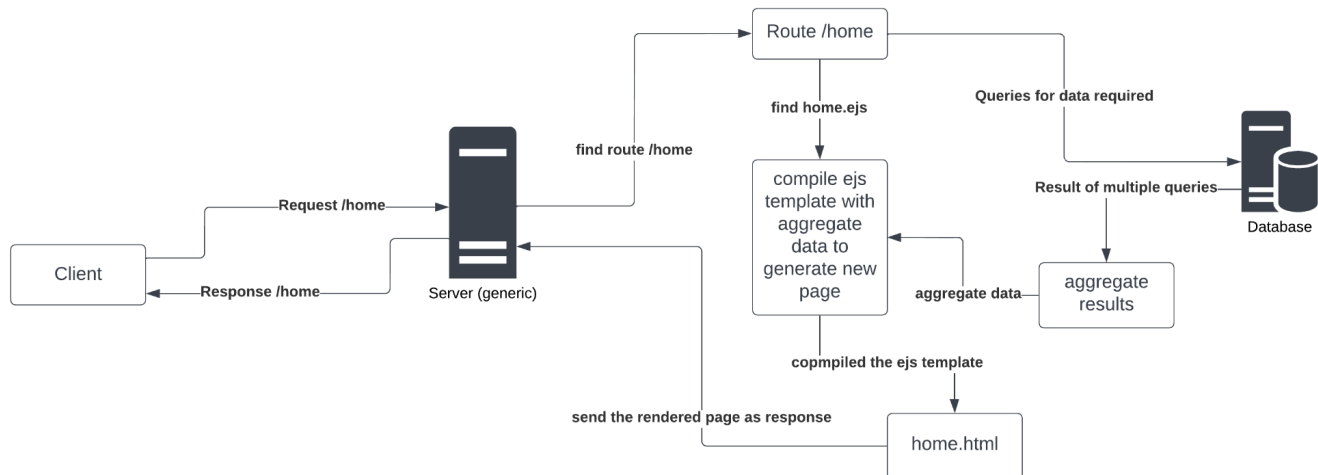 Route /home
find home.ejs
Queries for data required
find route /home
compile ejs
template with
aggregate
data to
generate new
page
Result of multiple queries
Database
Request /home
Client
Response /home
Server (generic)
aggregate data
aggregate
results
copmpiled the ejs template
send the rendered page as response
home.html